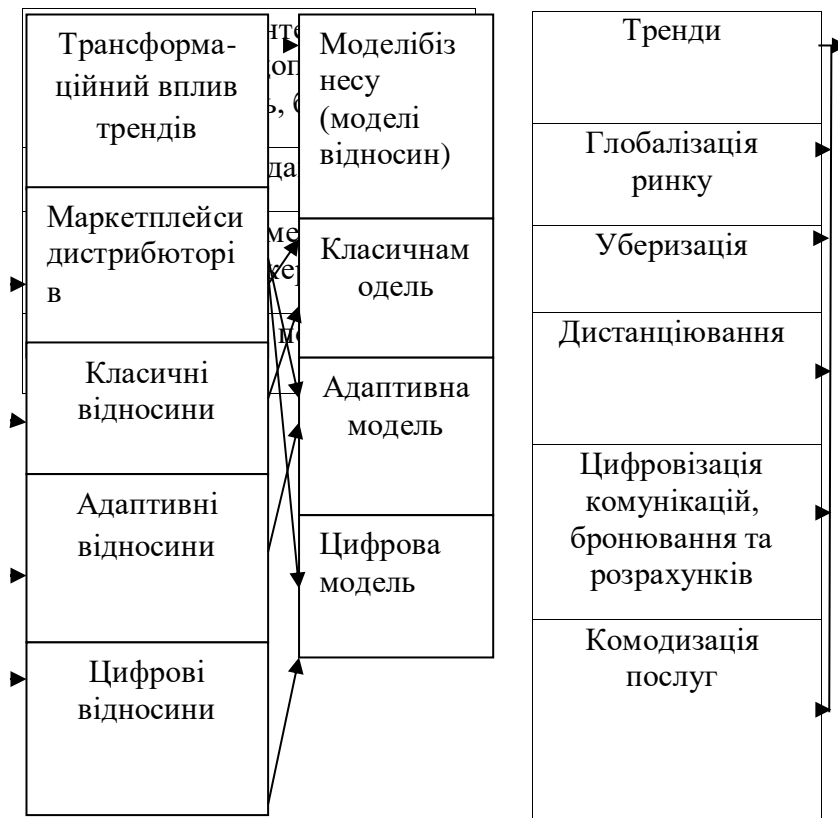 Трансформа-
ційний вплив
трендів
Маркетплейси
дистрибюторі
в
Класичні
відносини
Адаптивні
відносини
Цифрові
відносини
Моделібіз
несу
(моделі
відносин)
Класичнам
одель
Адаптивна
модель
Цифрова
модель
Тренди
Глобалізація
ринку
Уберизація
Дистанціювання
Цифровізація
комунікацій,
бронювання та
розрахунків
Комодизація
послуг